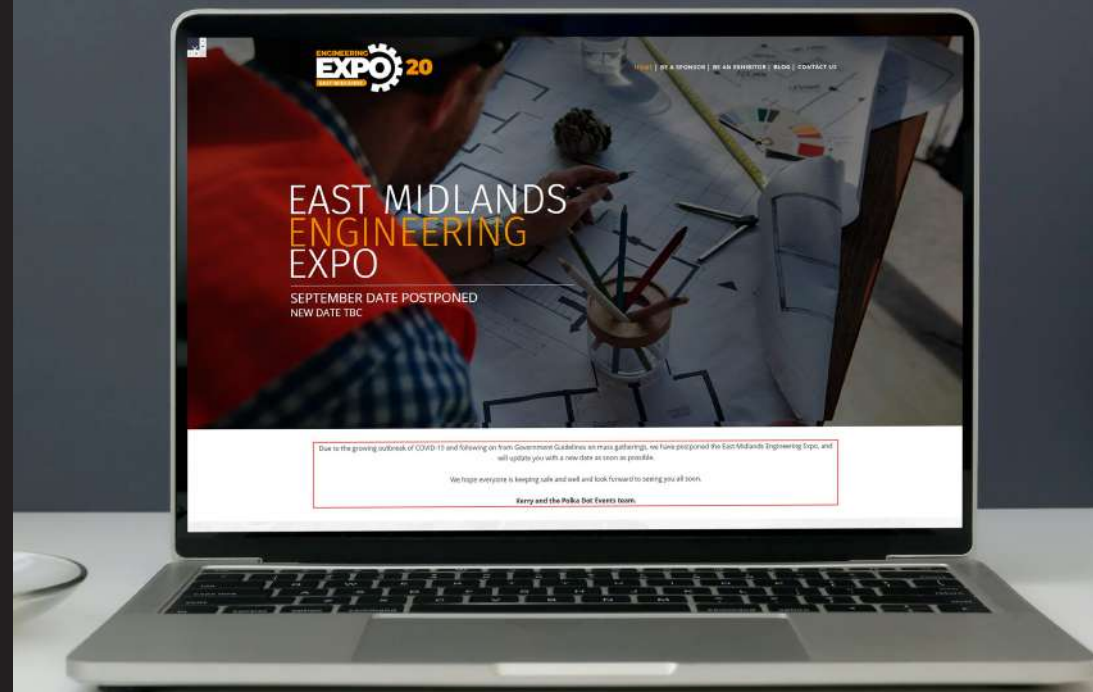 ENGINEERING
EXPO 20
EAST MIDLANDS
HOME | BE A SPONSOR | BE AN EXHIBITOR | BLOG | CONTACT US
EAST MIDLANDS
ENGINEERING
EXPO
SEPTEMBER DATE POSTPONED
NEW DATE TBC
Due to the growing outbreak of COVID-19 and following on from Government Guidelines on mass gatherings, we have postponed the East Midlands Engineering Expo, and
will update you with a new date as soon as possible.
We hope everyone is keeping safe and well and look forward to seeing you all soon.
Kerry and the Polka Dot Events team.